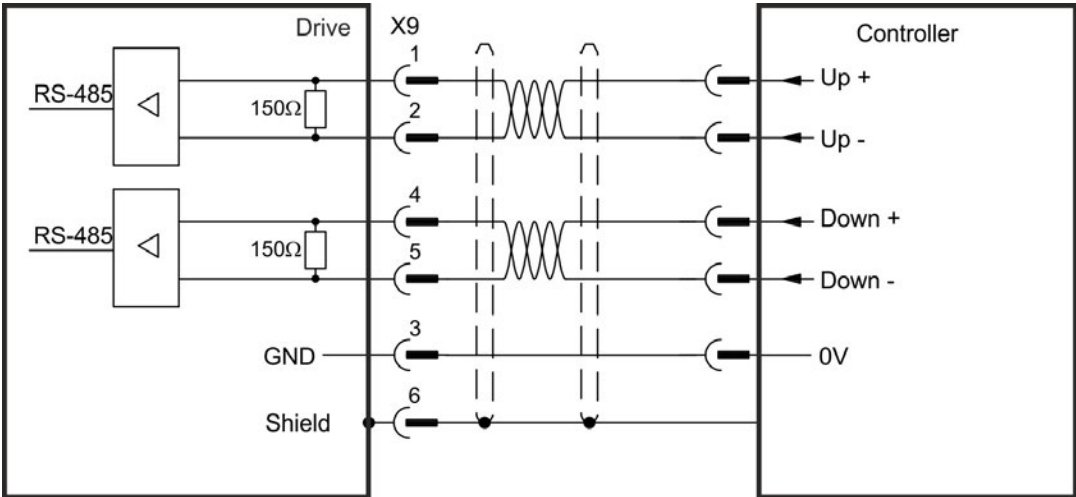 Drive
X9
Controller
1
Up +
RS-485
150Ω
2
Up -
4
Down +
RS-485
150Ω
5
Down -
3
GND
0V
6
Shield